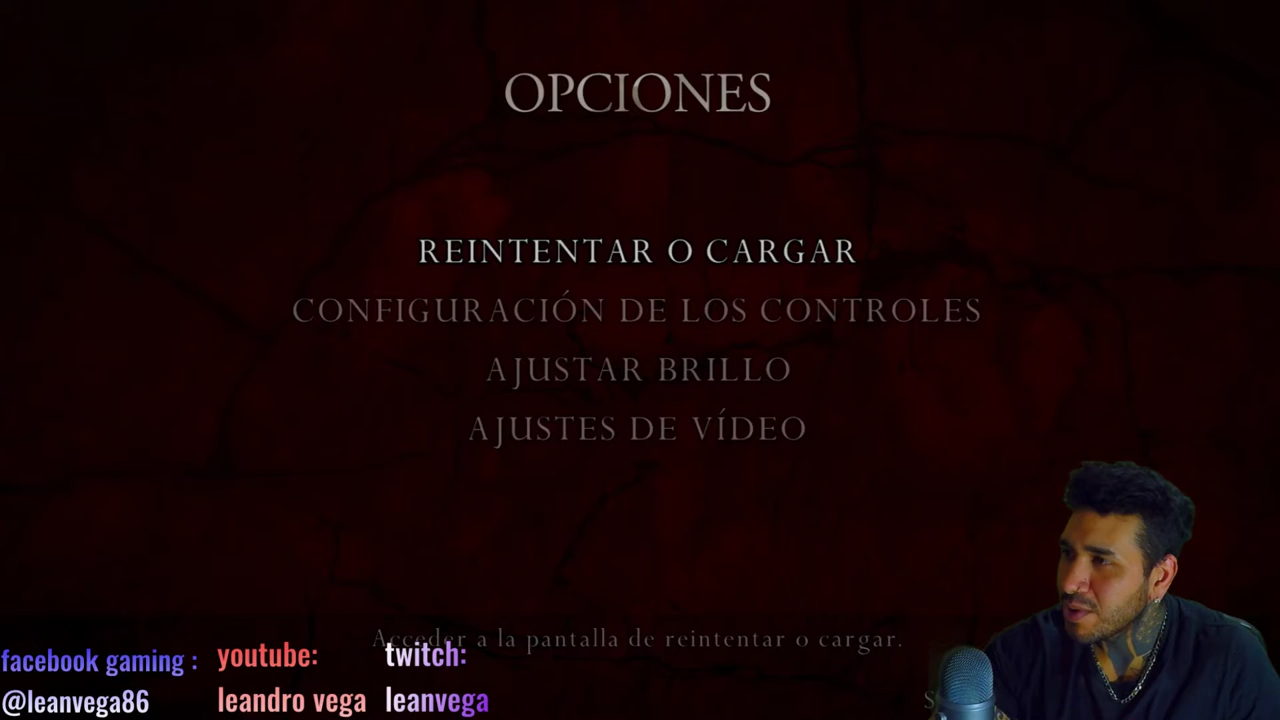 OPCIONES
REINTENTAR O CARGAR
CONFIGURACIÓN DE LOS CONTROLES
AJUSTAR BRILLO
AJUSTES DE VÍDEO
Acceder a la pantalla de reintentar o cargar.
facebook gaming : youtube: twitch:
@leanvega86 leandro vega leanvega